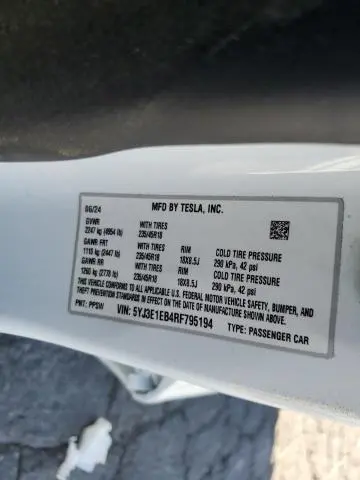 MFD BY TESLA, INC.
06/24
GVWR WITH TIRES
2247 kg (4954 lb) 235/45R18
GAWR FRT WITH TIRES RIM COLD TIRE PRESSURE
1110 kg (2447 lb) 235/45R18 18X8.5J 290 kPa, 42 psi
GAWR RR WITH TIRES RIM COLD TIRE PRESSURE
1260 kg (2778 lb) 235/45R18 18X8.5J 290 kPa, 42 psi
THIS VEHICLE CONFORMS TO ALL APPLICABLE U.S. FEDERAL MOTOR VEHICLE SAFETY, BUMPER, AND
THEFT PREVENTION STANDARDS IN EFFECT ON THE DATE OF MANUFACTURE SHOWN ABOVE.
PMT: PPSW VIN: 5YJ3E1EB4RF795194 TYPE: PASSENGER CAR